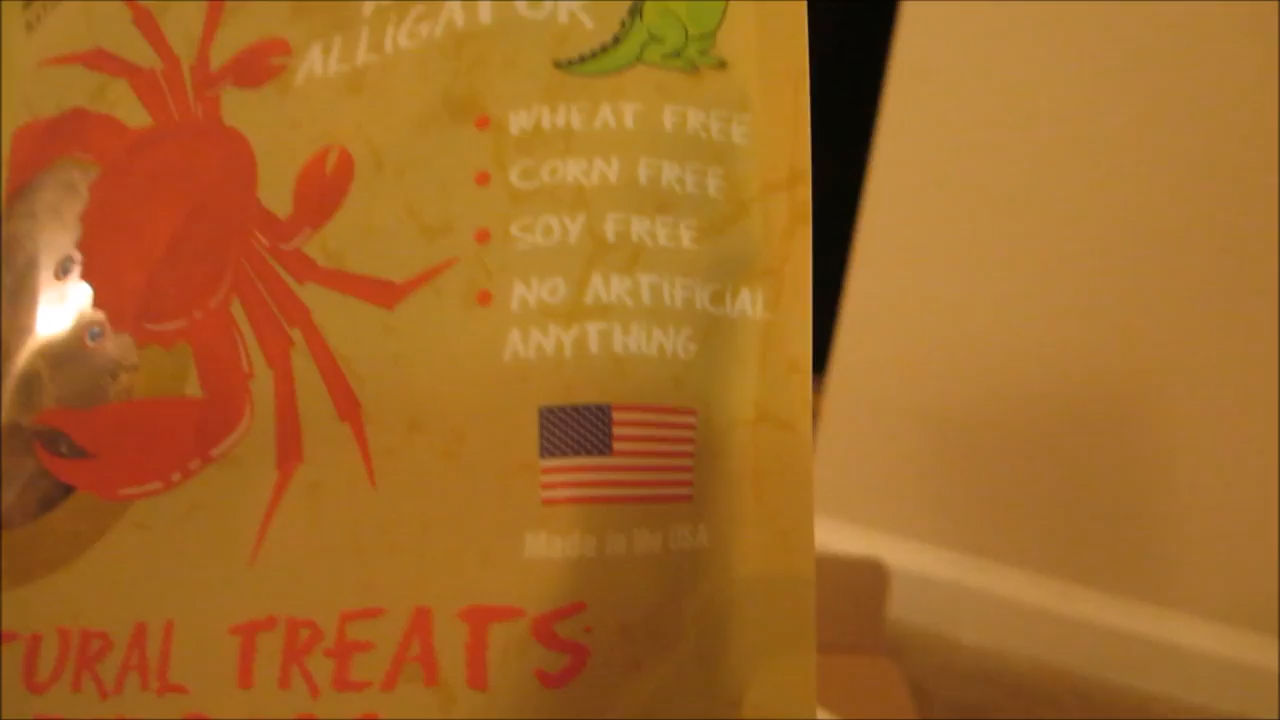 ALLIGATOR
WHEAT FREE
CORN FREE
SOY FREE
NO ARTIFICIAL
ANYTHING
Made in the USA
TURAL TREATS